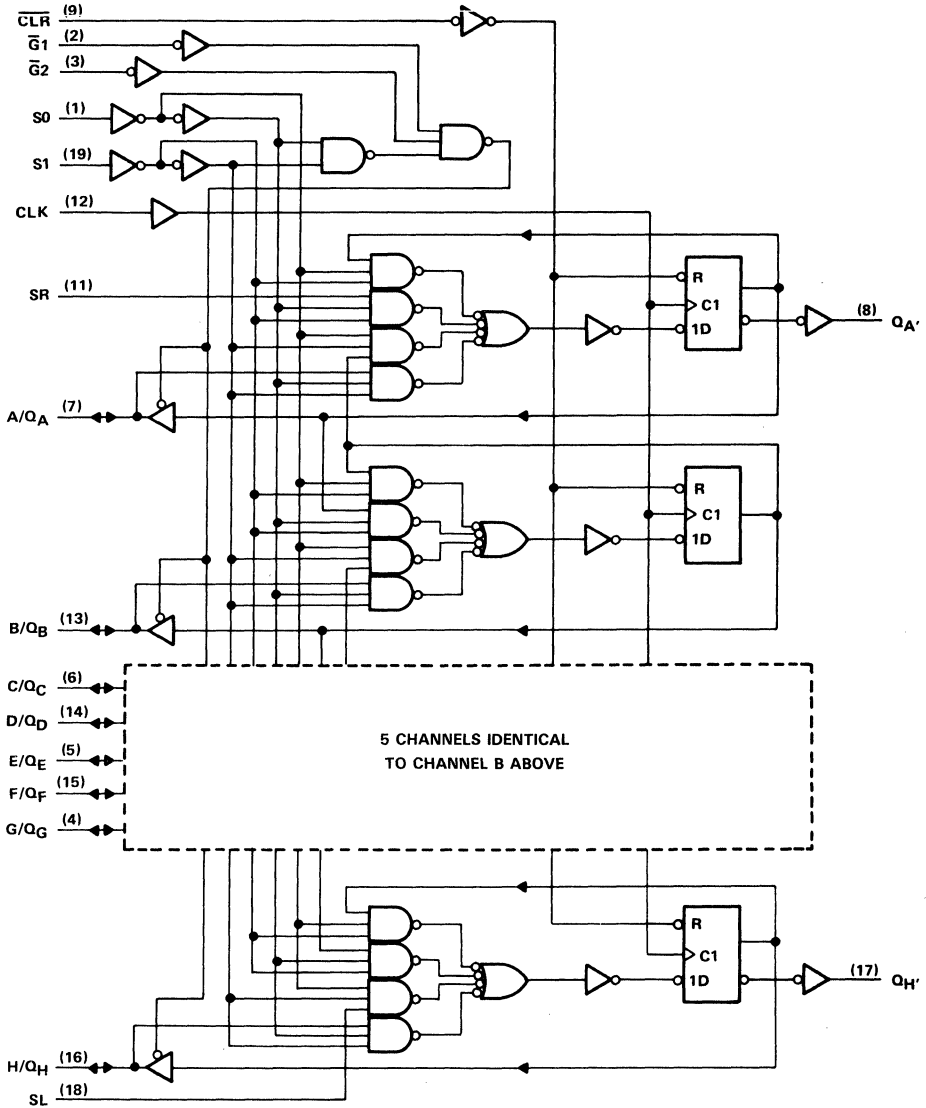 CLR (9)
G1 (2)
G2 (3)
S0 (1)
S1 (19)
CLK (12)
SR (11)
R
C1
1D
(8) QA'
A/QA (7)
R
C1
1D
B/QB (13)
C/QC (6)
D/QD (14)
E/QE (5)
F/QF (15)
G/QG (4)
5 CHANNELS IDENTICAL
TO CHANNEL B ABOVE
R
C1
1D
(17) QH'
H/QH (16)
SL (18)